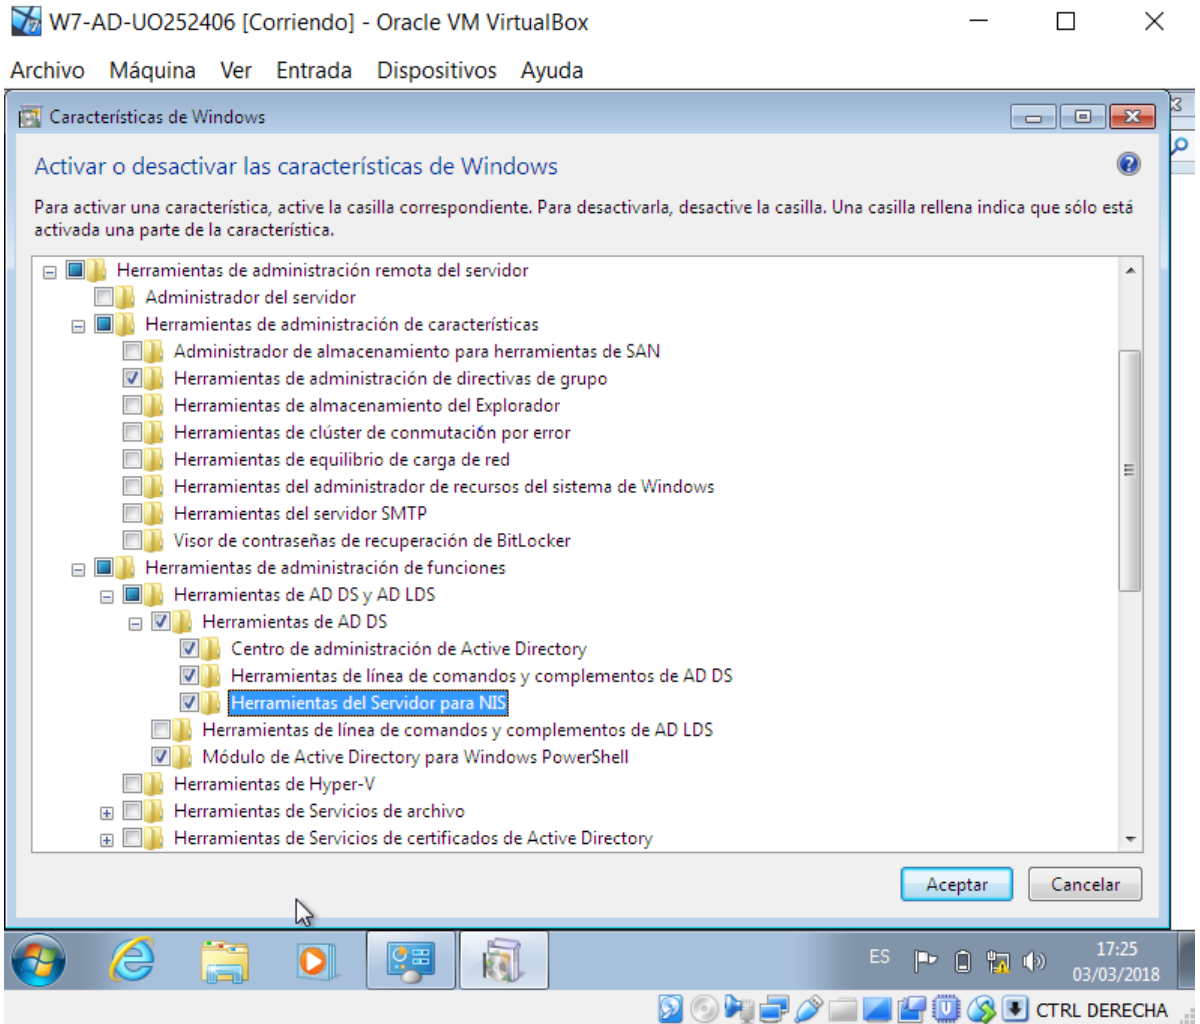 W7-AD-UO252406 [Corriendo] - Oracle VM VirtualBox
Archivo Máquina Ver Entrada Dispositivos Ayuda
Características de Windows
Activar o desactivar las características de Windows
Para activar una característica, active la casilla correspondiente. Para desactivarla, desactive la casilla. Una casilla rellena indica que sólo está
activada una parte de la característica.
Herramientas de administración remota del servidor
Administrador del servidor
Herramientas de administración de características
Administrador de almacenamiento para herramientas de SAN
Herramientas de administración de directivas de grupo
Herramientas de almacenamiento del Explorador
Herramientas de clúster de conmutación por error
Herramientas de equilibrio de carga de red
Herramientas del administrador de recursos del sistema de Windows
Herramientas del servidor SMTP
Visor de contraseñas de recuperación de BitLocker
Herramientas de administración de funciones
Herramientas de AD DS y AD LDS
Herramientas de AD DS
Centro de administración de Active Directory
Herramientas de línea de comandos y complementos de AD DS
Herramientas del Servidor para NIS
Herramientas de línea de comandos y complementos de AD LDS
Módulo de Active Directory para Windows PowerShell
Herramientas de Hyper-V
Herramientas de Servicios de archivo
Herramientas de Servicios de certificados de Active Directory
Aceptar Cancelar
ES 17:25
03/03/2018
CTRL DERECHA